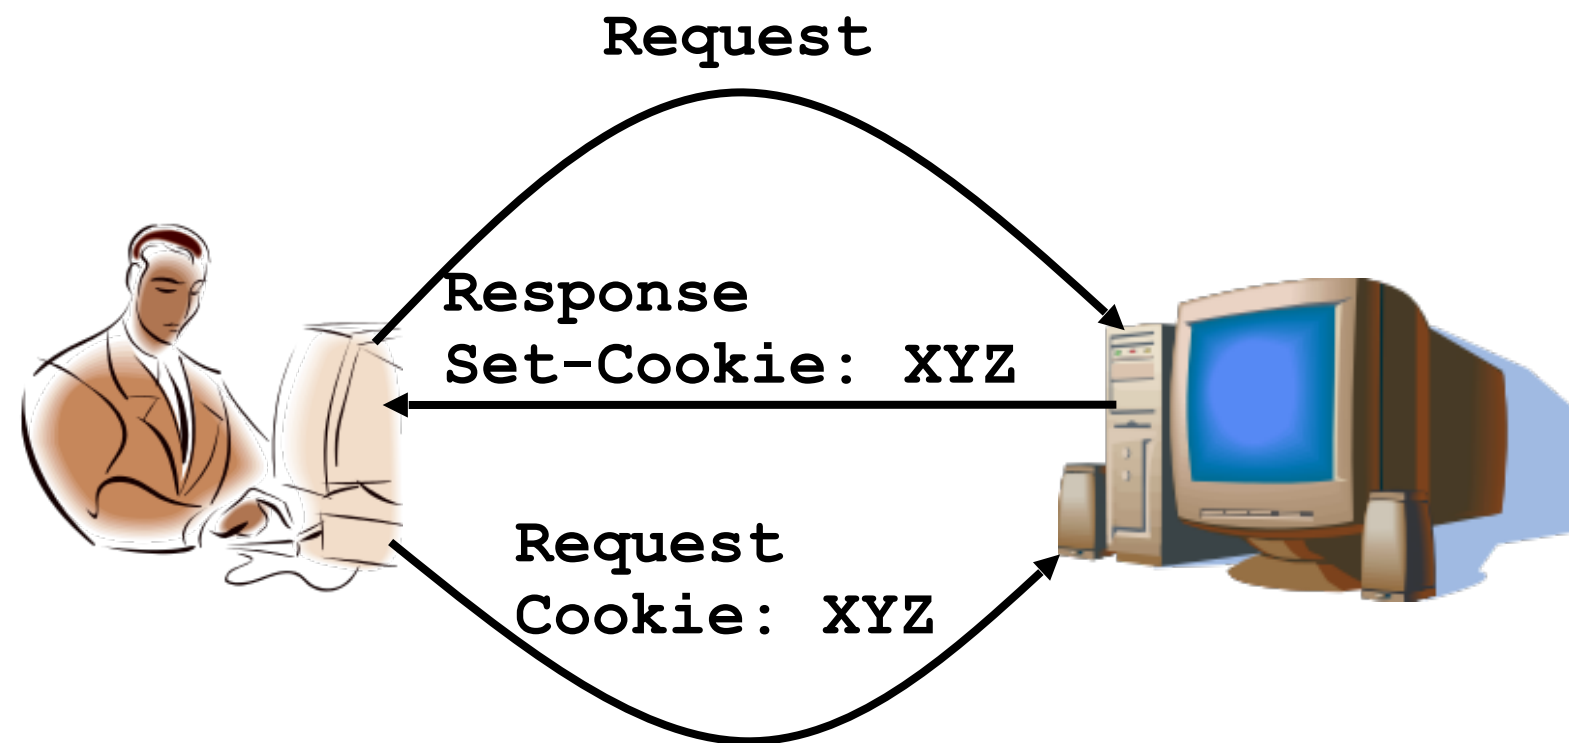 Request
Response
Set-Cookie: XYZ
Request
Cookie: XYZ